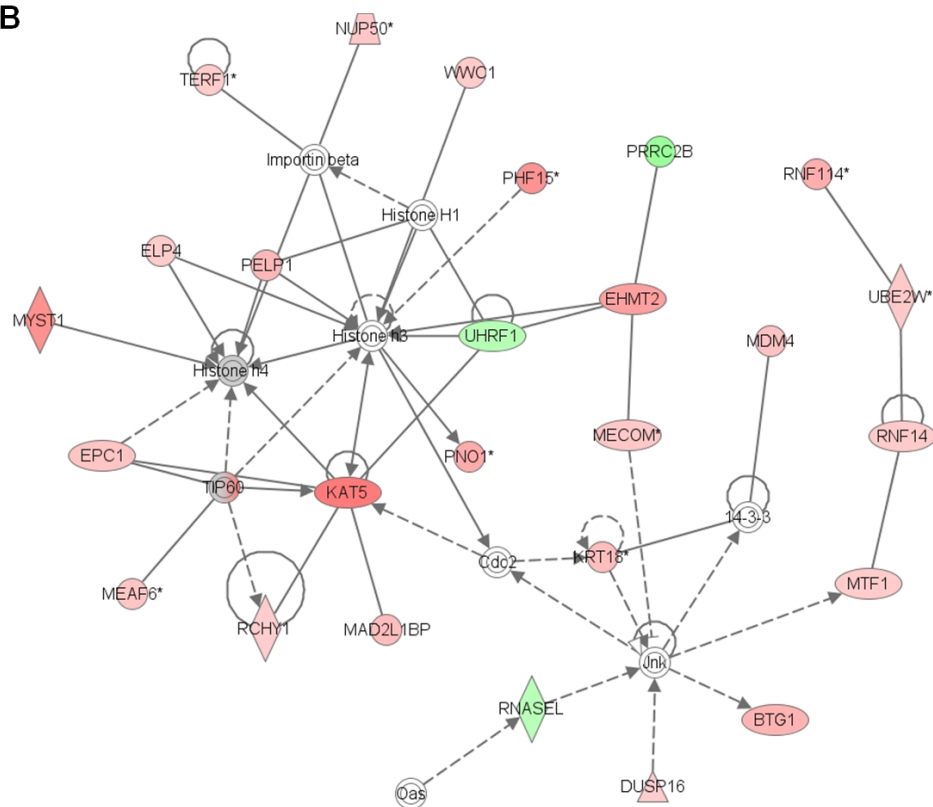 B
NUP50*
TERF1*
WWC1
Importin beta
PRRC2B
PHF15*
RNF114*
Histone H1
ELP4
PELP1
UBE2W*
EHMT2
MYST1
Histone h3
UHRF1
MDM4
Histone h4
MECOM*
RNF14
EPC1
PNO1*
TIP60
KAT5
14-3-3
Cdc2
KRT18*
MTF1
MEAF6*
RCHY1
MAD2L1BP
Jnk
RNASEL
BTG1
DUSP16
Oas